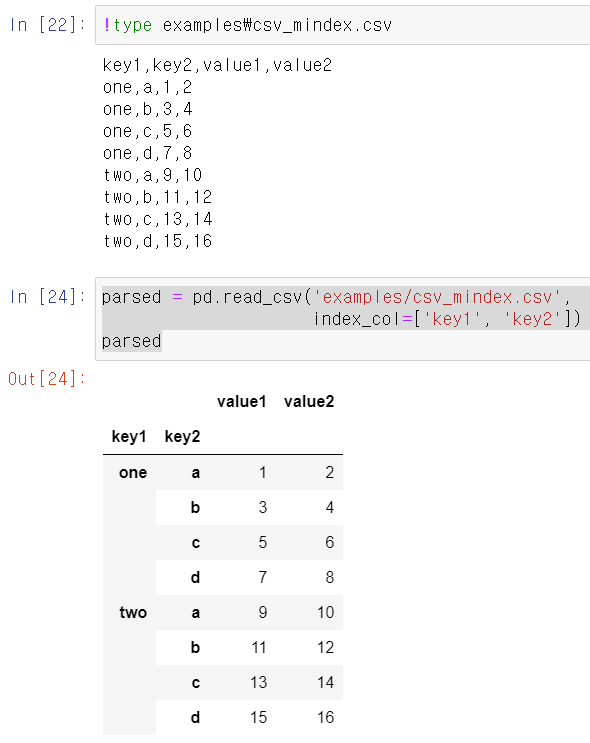 In [22]: !type examples₩csv_mindex.csv
key1,key2,value1,value2
one,a,1,2
one,b,3,4
one,c,5,6
one,d,7,8
two,a,9,10
two,b,11,12
two,c,13,14
two,d,15,16
In [24]: parsed = pd.read_csv('examples/csv_mindex.csv',
index_col=['key1', 'key2'])
parsed
Out[24]:
value1 value2
key1 key2
one a 1 2
b 3 4
c 5 6
d 7 8
two a 9 10
b 11 12
c 13 14
d 15 16